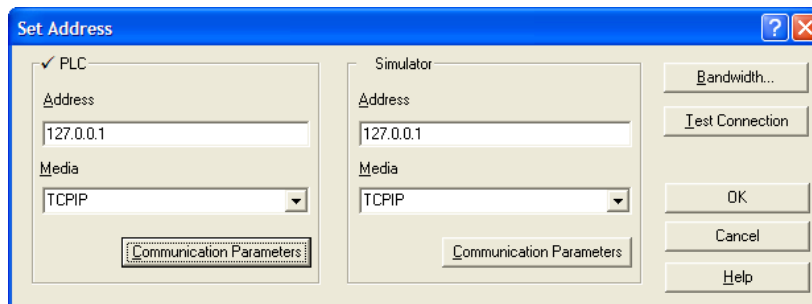 Set Address
✓ PLC
Address
127.0.0.1
Media
TCPIP
Communication Parameters
Simulator
Address
127.0.0.1
Media
TCPIP
Communication Parameters
Bandwidth...
Test Connection
OK
Cancel
Help